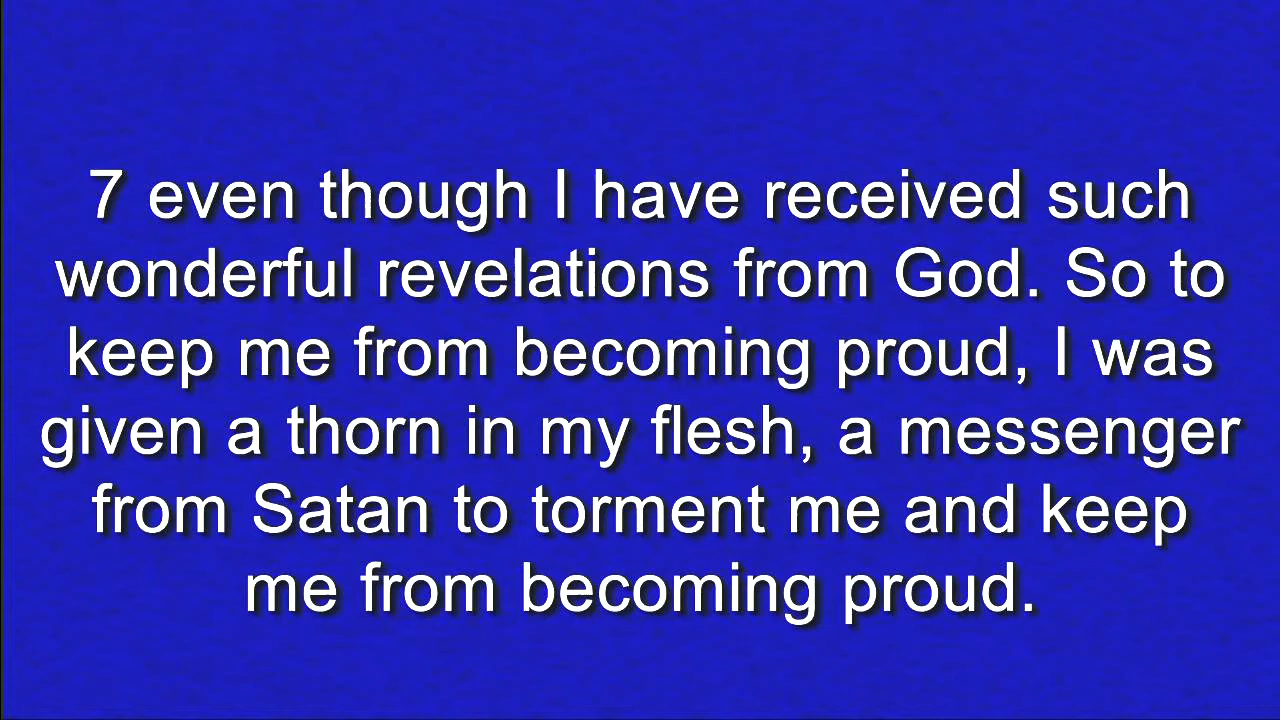 7 even though I have received such
wonderful revelations from God. So to
keep me from becoming proud, I was
given a thorn in my flesh, a messenger
from Satan to torment me and keep
me from becoming proud.